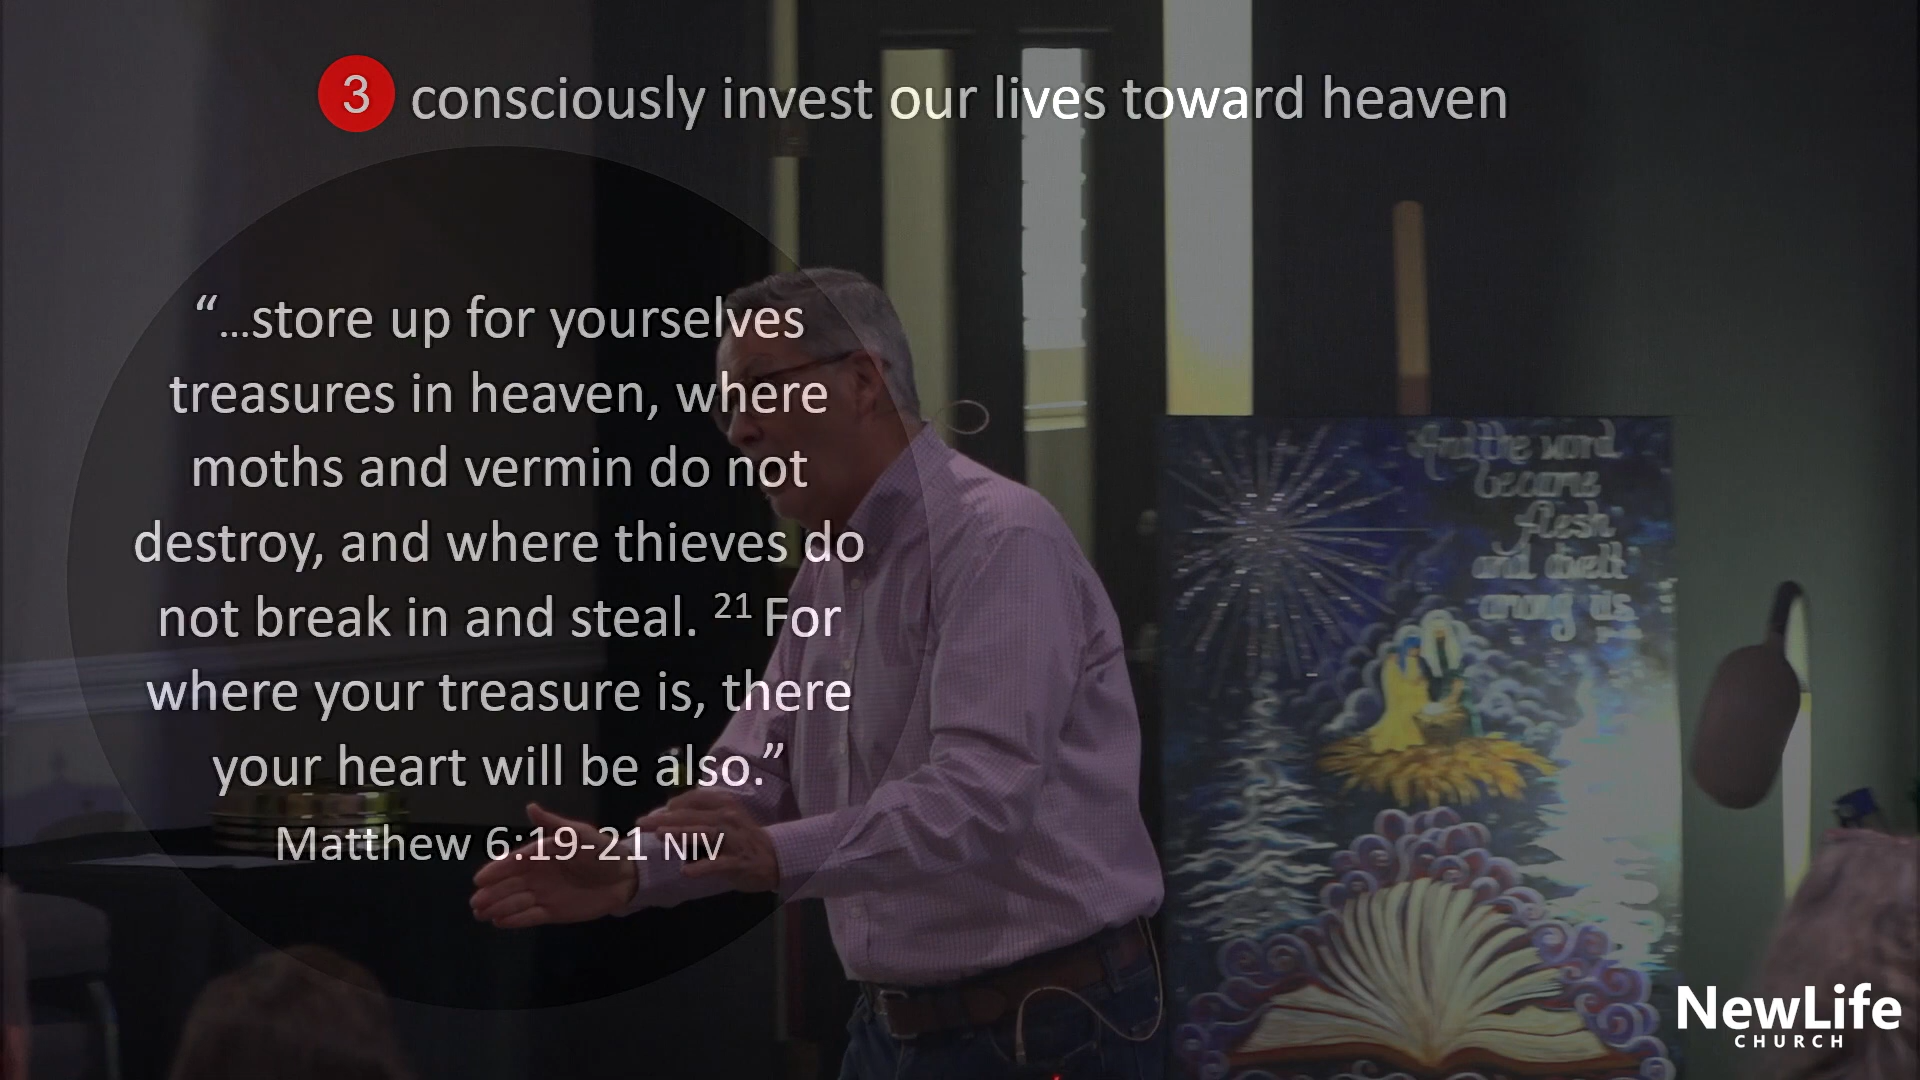 3 consciously invest our lives toward heaven
“…store up for yourselves
treasures in heaven, where
moths and vermin do not
destroy, and where thieves do
not break in and steal. 21 For
where your treasure is, there
your heart will be also.”
Matthew 6:19-21 NIV
And the word
became
flesh
and dwelt
among us
NewLife
CHURCH